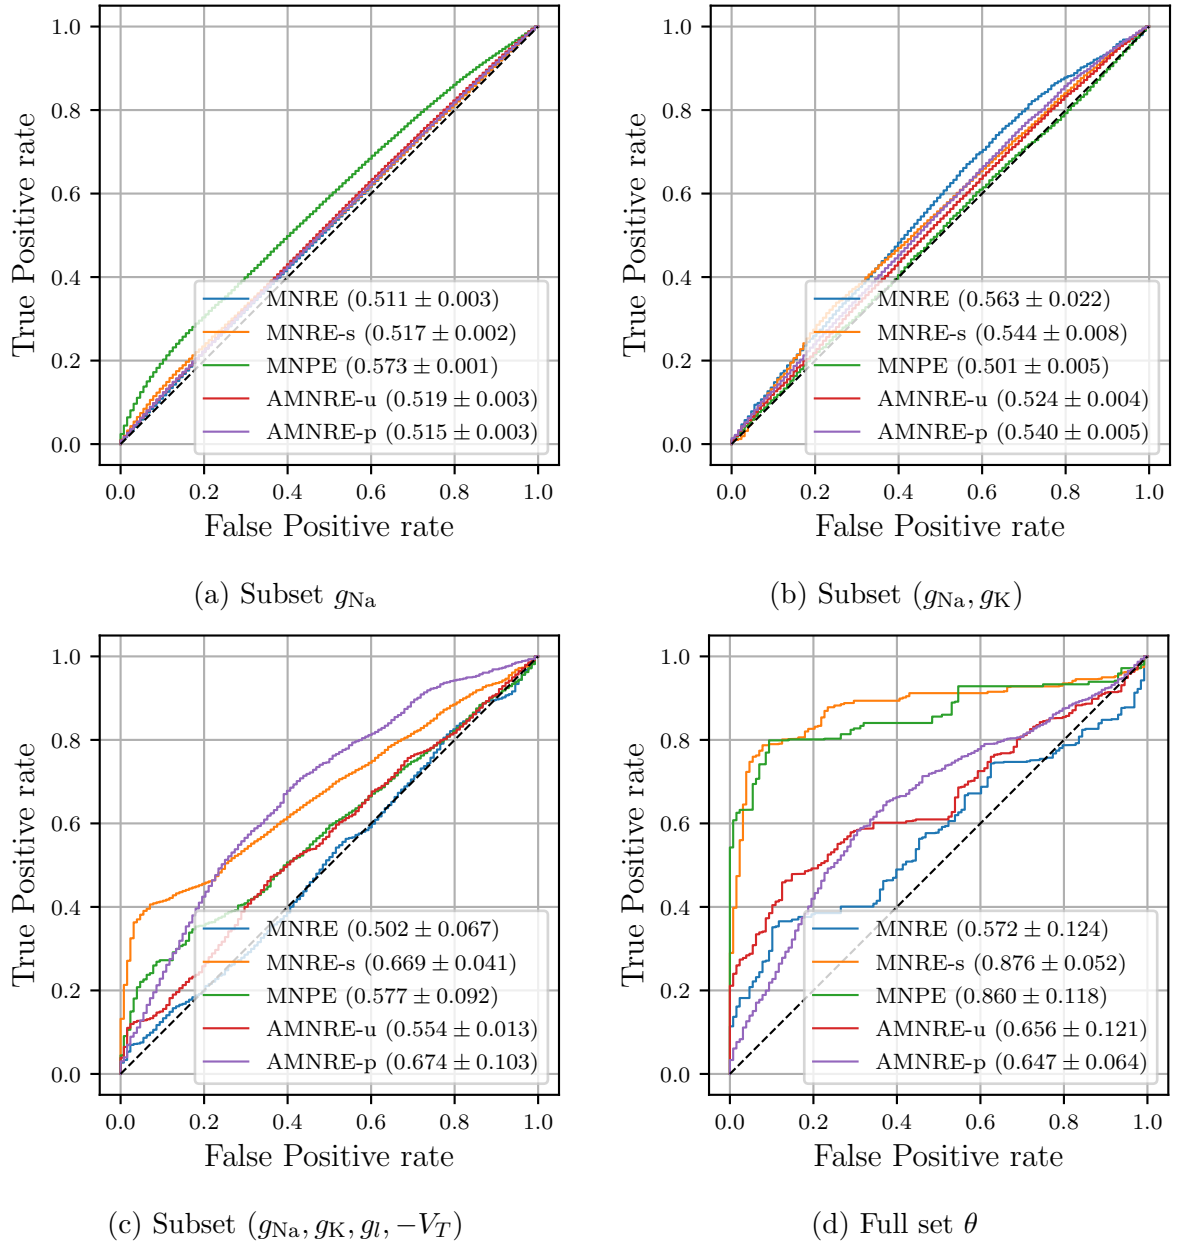 1.0
0.8
0.6
0.4
0.2
0.0
True Positive rate
MNRE (0.511 ± 0.003)
MNRE-s (0.517 ± 0.002)
MNPE (0.573 ± 0.001)
AMNRE-u (0.519 ± 0.003)
AMNRE-p (0.515 ± 0.003)
0.0 0.2 0.4 0.6 0.8 1.0
False Positive rate
(a) Subset g_Na
1.0
0.8
0.6
0.4
0.2
0.0
True Positive rate
MNRE (0.563 ± 0.022)
MNRE-s (0.544 ± 0.008)
MNPE (0.501 ± 0.005)
AMNRE-u (0.524 ± 0.004)
AMNRE-p (0.540 ± 0.005)
0.0 0.2 0.4 0.6 0.8 1.0
False Positive rate
(b) Subset (g_Na, g_K)
1.0
0.8
0.6
0.4
0.2
0.0
True Positive rate
MNRE (0.502 ± 0.067)
MNRE-s (0.669 ± 0.041)
MNPE (0.577 ± 0.092)
AMNRE-u (0.554 ± 0.013)
AMNRE-p (0.674 ± 0.103)
0.0 0.2 0.4 0.6 0.8 1.0
False Positive rate
(c) Subset (g_Na, g_K, g_l, −V_T)
1.0
0.8
0.6
0.4
0.2
0.0
True Positive rate
MNRE (0.572 ± 0.124)
MNRE-s (0.876 ± 0.052)
MNPE (0.860 ± 0.118)
AMNRE-u (0.656 ± 0.121)
AMNRE-p (0.647 ± 0.064)
0.0 0.2 0.4 0.6 0.8 1.0
False Positive rate
(d) Full set θ